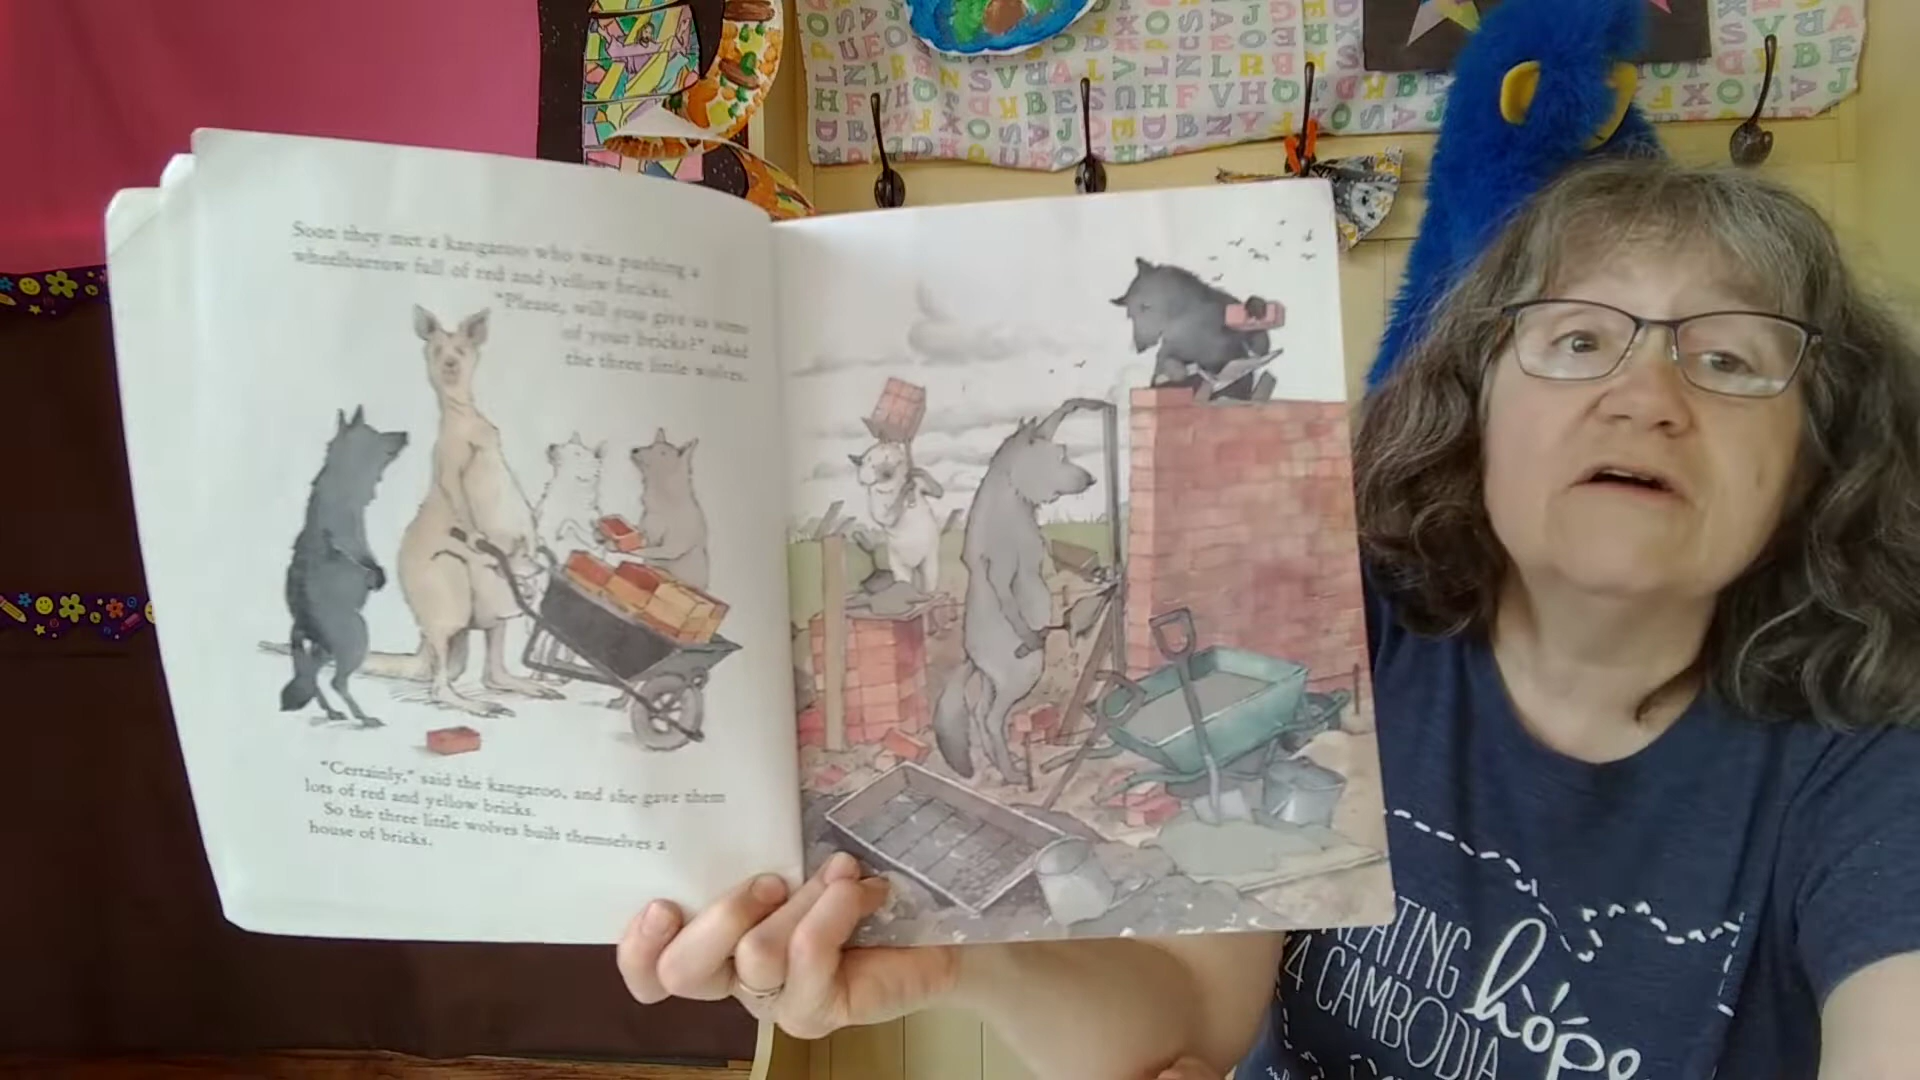 Soon they met a kangaroo who was pushing a
wheelbarrow full of red and yellow bricks.
"Please, will you give us some
of your bricks?" asked
the three little wolves.
"Certainly," said the kangaroo, and she gave them
lots of red and yellow bricks.
So the three little wolves built themselves a
house of bricks.
4 CAMBODIA
hope